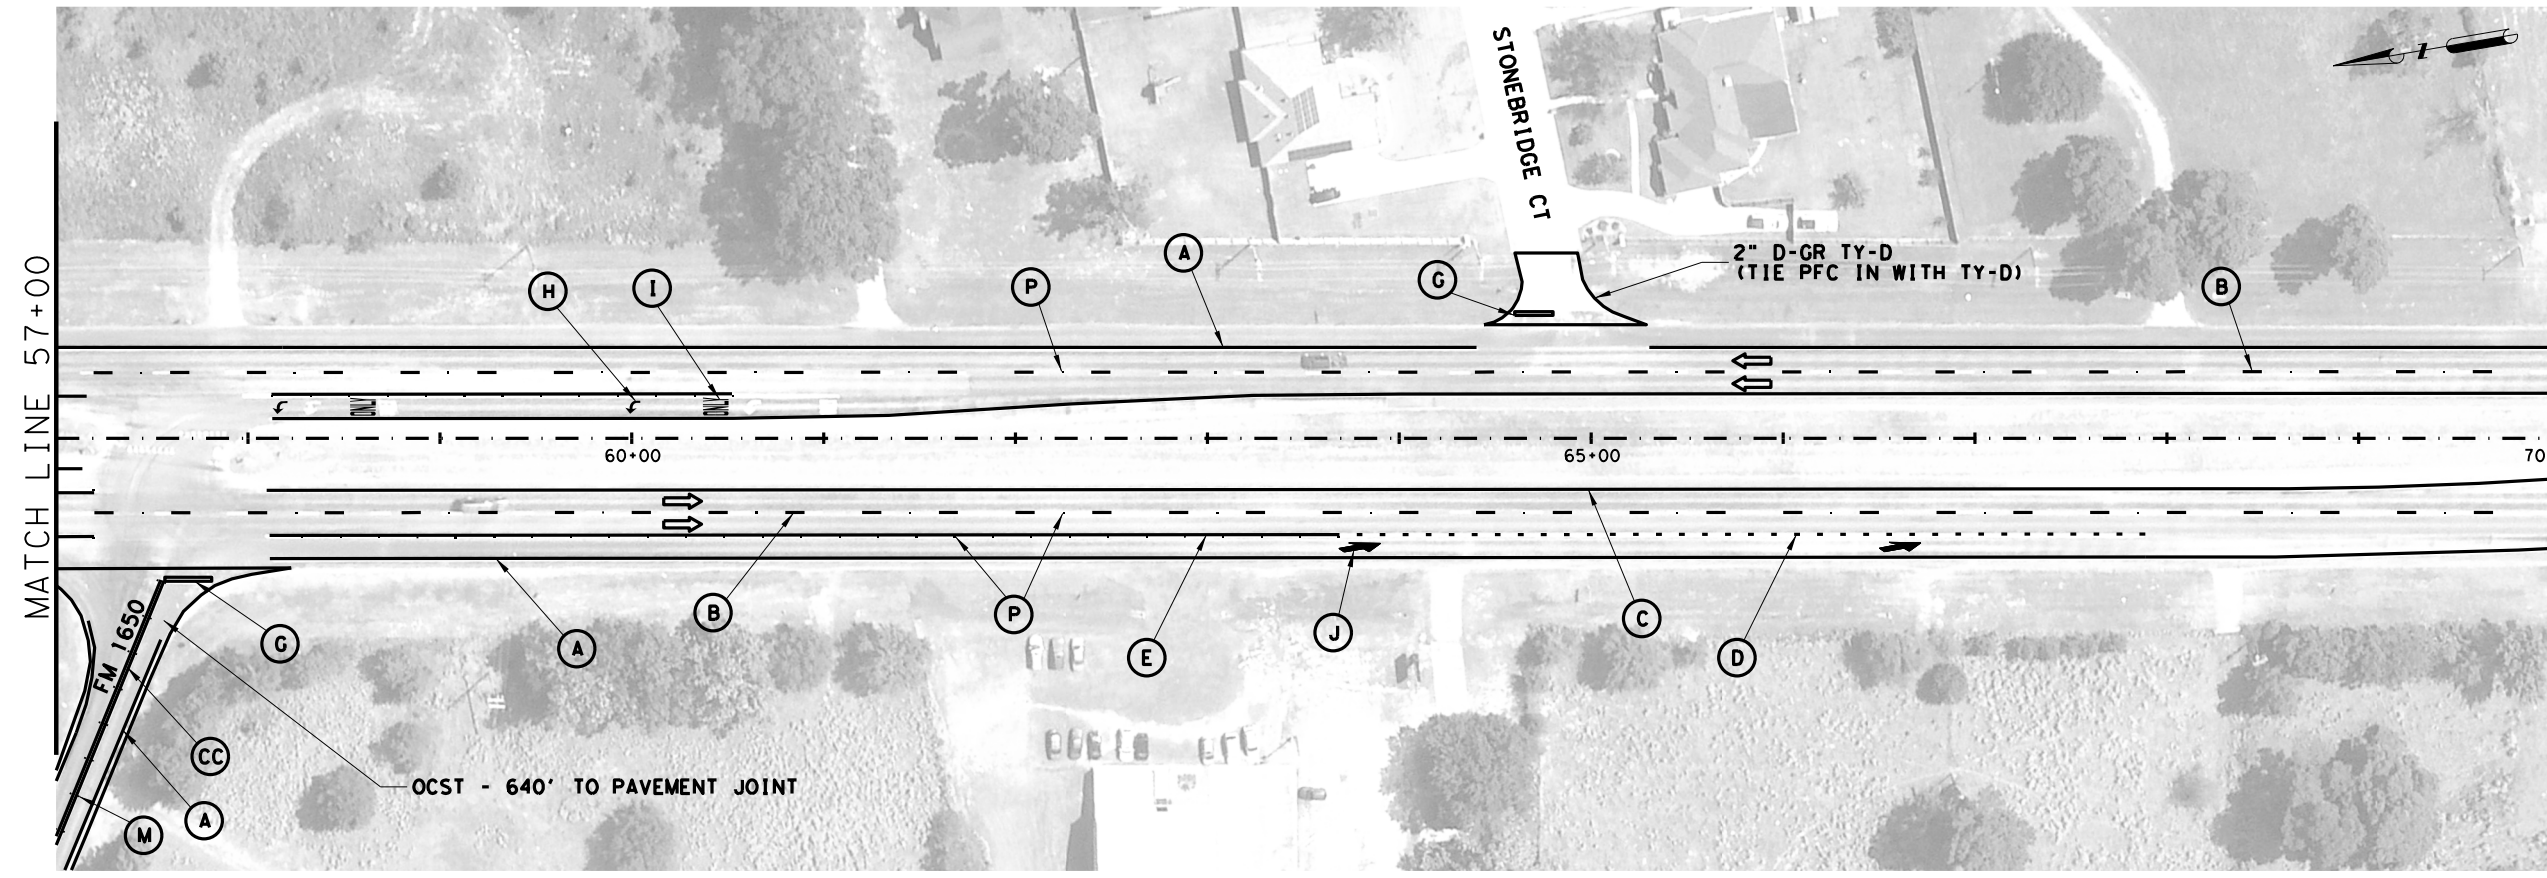 STONEBRIDGE CT
N
2" D-GR TY-D
(TIE PFC IN WITH TY-D)
A
P
G
B
H
I
MATCH LINE 57+00
ONLY
ONLY
60+00
65+00
70
FM 1650
G
A
B
P
E
J
C
D
CC
A
M
OCST - 640' TO PAVEMENT JOINT